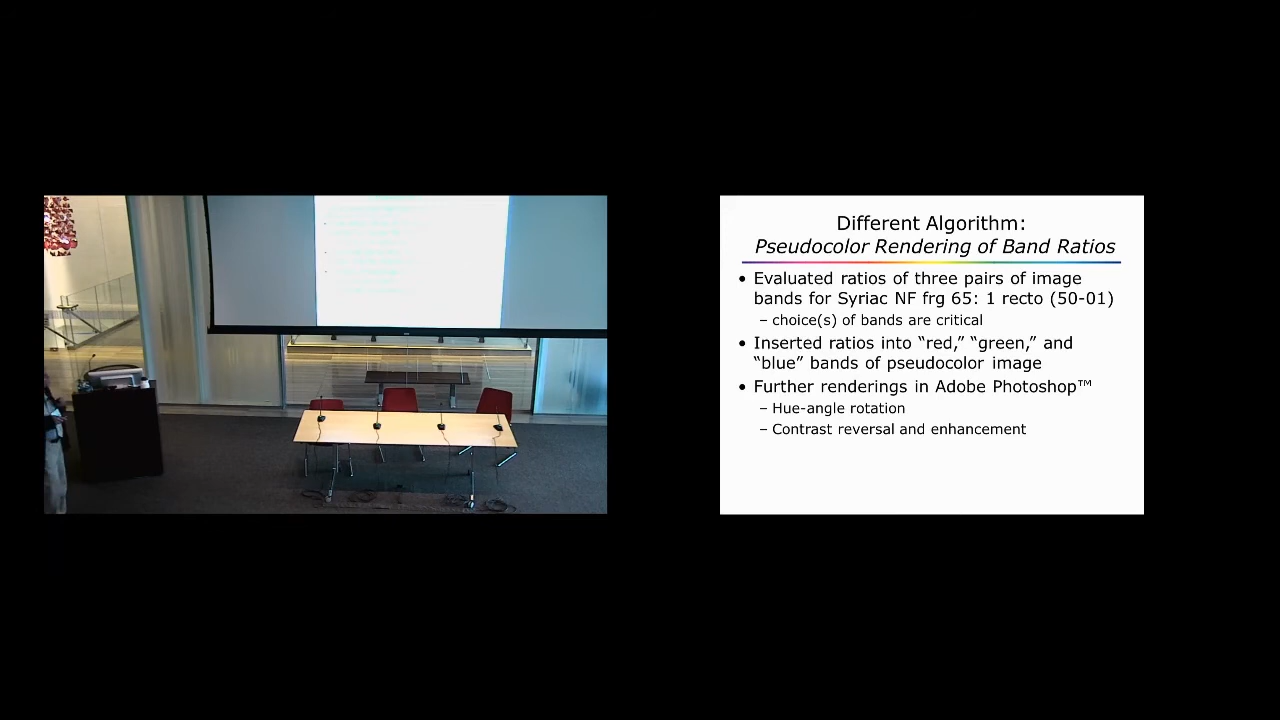 Different Algorithm:
Pseudocolor Rendering of Band Ratios
• Evaluated ratios of three pairs of image
bands for Syriac NF frg 65: 1 recto (50-01)
– choice(s) of bands are critical
• Inserted ratios into “red,” “green,” and
“blue” bands of pseudocolor image
• Further renderings in Adobe Photoshop™
– Hue-angle rotation
– Contrast reversal and enhancement